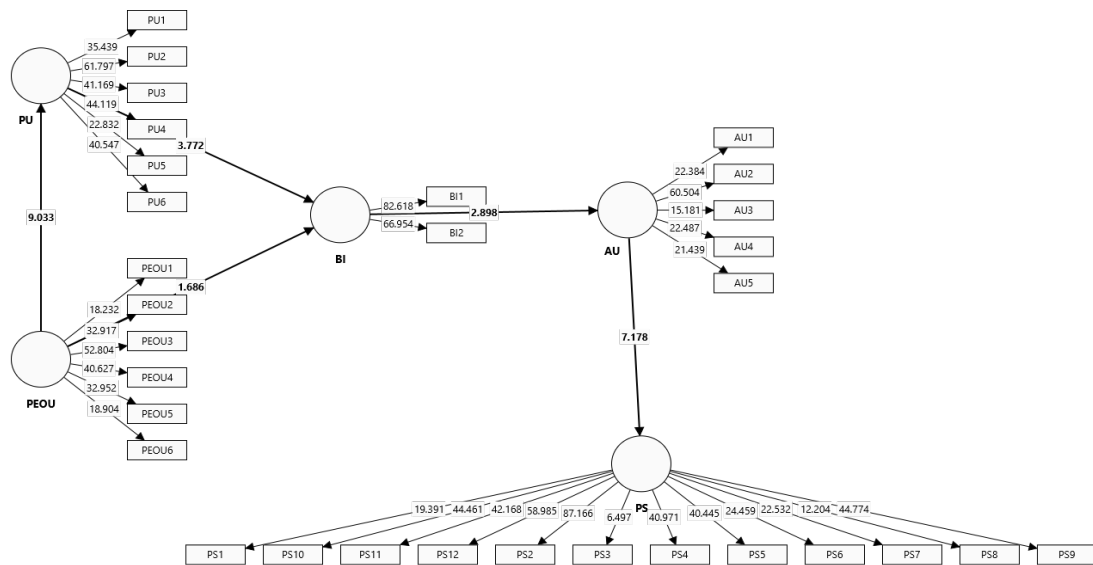 PU1
35.439
PU2
61.797
PU3
41.169
44.119
PU
PU4
3.772
22.832
40.547
PU5
PU6
9.033
BI1
82.618
2.898
66.954
BI2
BI
AU1
22.384
AU2
60.504
15.181
AU3
22.487
AU
AU4
21.439
AU5
PEOU1
1.686
18.232
PEOU2
32.917
PEOU3
52.804
40.627
PEOU4
32.952
PEOU
18.904
PEOU5
PEOU6
7.178
PS
19.391 44.461 42.168 58.985 87.166 6.497 40.971 40.445 24.459 22.532 12.204 44.774
PS1 PS10 PS11 PS12 PS2 PS3 PS4 PS5 PS6 PS7 PS8 PS9